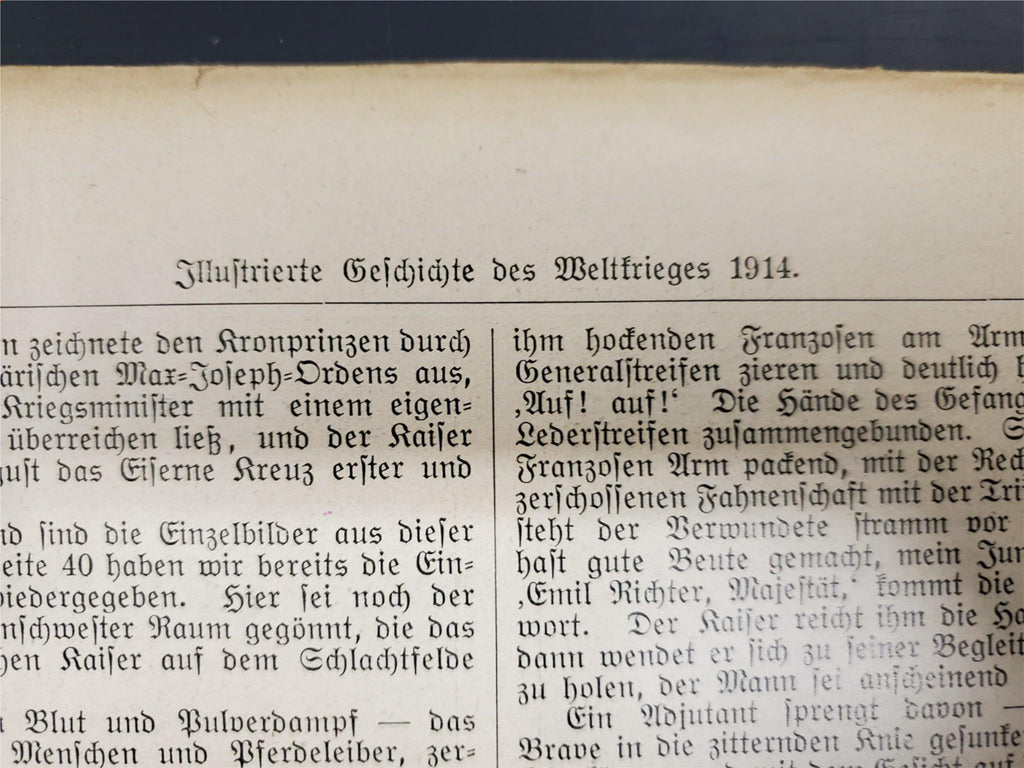 Illustrierte Geschichte des Weltkrieges 1914.
n zeichnete den Kronprinzen durch
ärischen Max-Joseph-Ordens aus,
Kriegsminister mit einem eigen-
überreichen ließ, und der Kaiser
gust das Eiserne Kreuz erster und
nd sind die Einzelbilder aus dieser
eite 40 haben wir bereits die Ein-
wiedergegeben. Hier sei noch der
nschwester Raum gegönnt, die das
hen Kaiser auf dem Schlachtfelde
Blut und Pulverdampf — das
Menschen und Pferdeleiber, zer-
ihm hockenden Franzosen am Arm
Generalstreifen zieren und deutlich
‚Auf! auf!‘ Die Hände des Gefang
Lederstreifen zusammengebunden. S
Franzosen Arm packend, mit der Rech
zerschossenen Fahnenschaft mit der Tri
steht der Verwundete stramm vor
hast gute Beute gemacht, mein Jun
‚Emil Richter, Majestät,‘ kommt die
wort. Der Kaiser reicht ihm die Ha
dann wendet er sich zu seiner Begleit
zu holen, der Mann sei anscheinend
Ein Adjutant sprengt davon —
Brave in die zitternden Knie gesunke
dem Gesicht auf